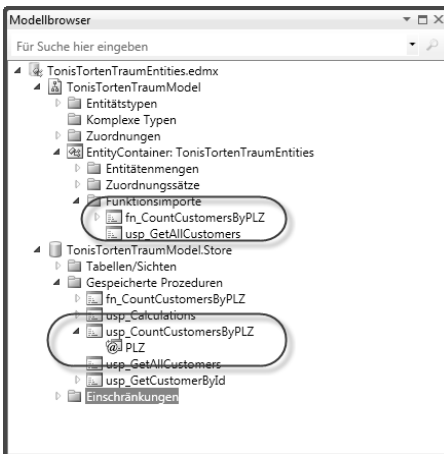 Modellbrowser
Für Suche hier eingeben
TonisTortenTraumEntities.edmx
TonisTortenTraumModel
Entitätstypen
Komplexe Typen
Zuordnungen
EntityContainer: TonisTortenTraumEntities
Entitätenmengen
Zuordnungssätze
Funktionsimporte
fn_CountCustomersByPLZ
usp_GetAllCustomers
TonisTortenTraumModel.Store
Tabellen/Sichten
Gespeicherte Prozeduren
fn_CountCustomersByPLZ
usp_Calculations
usp_CountCustomersByPLZ
PLZ
usp_GetAllCustomers
usp_GetCustomerById
Einschränkungen